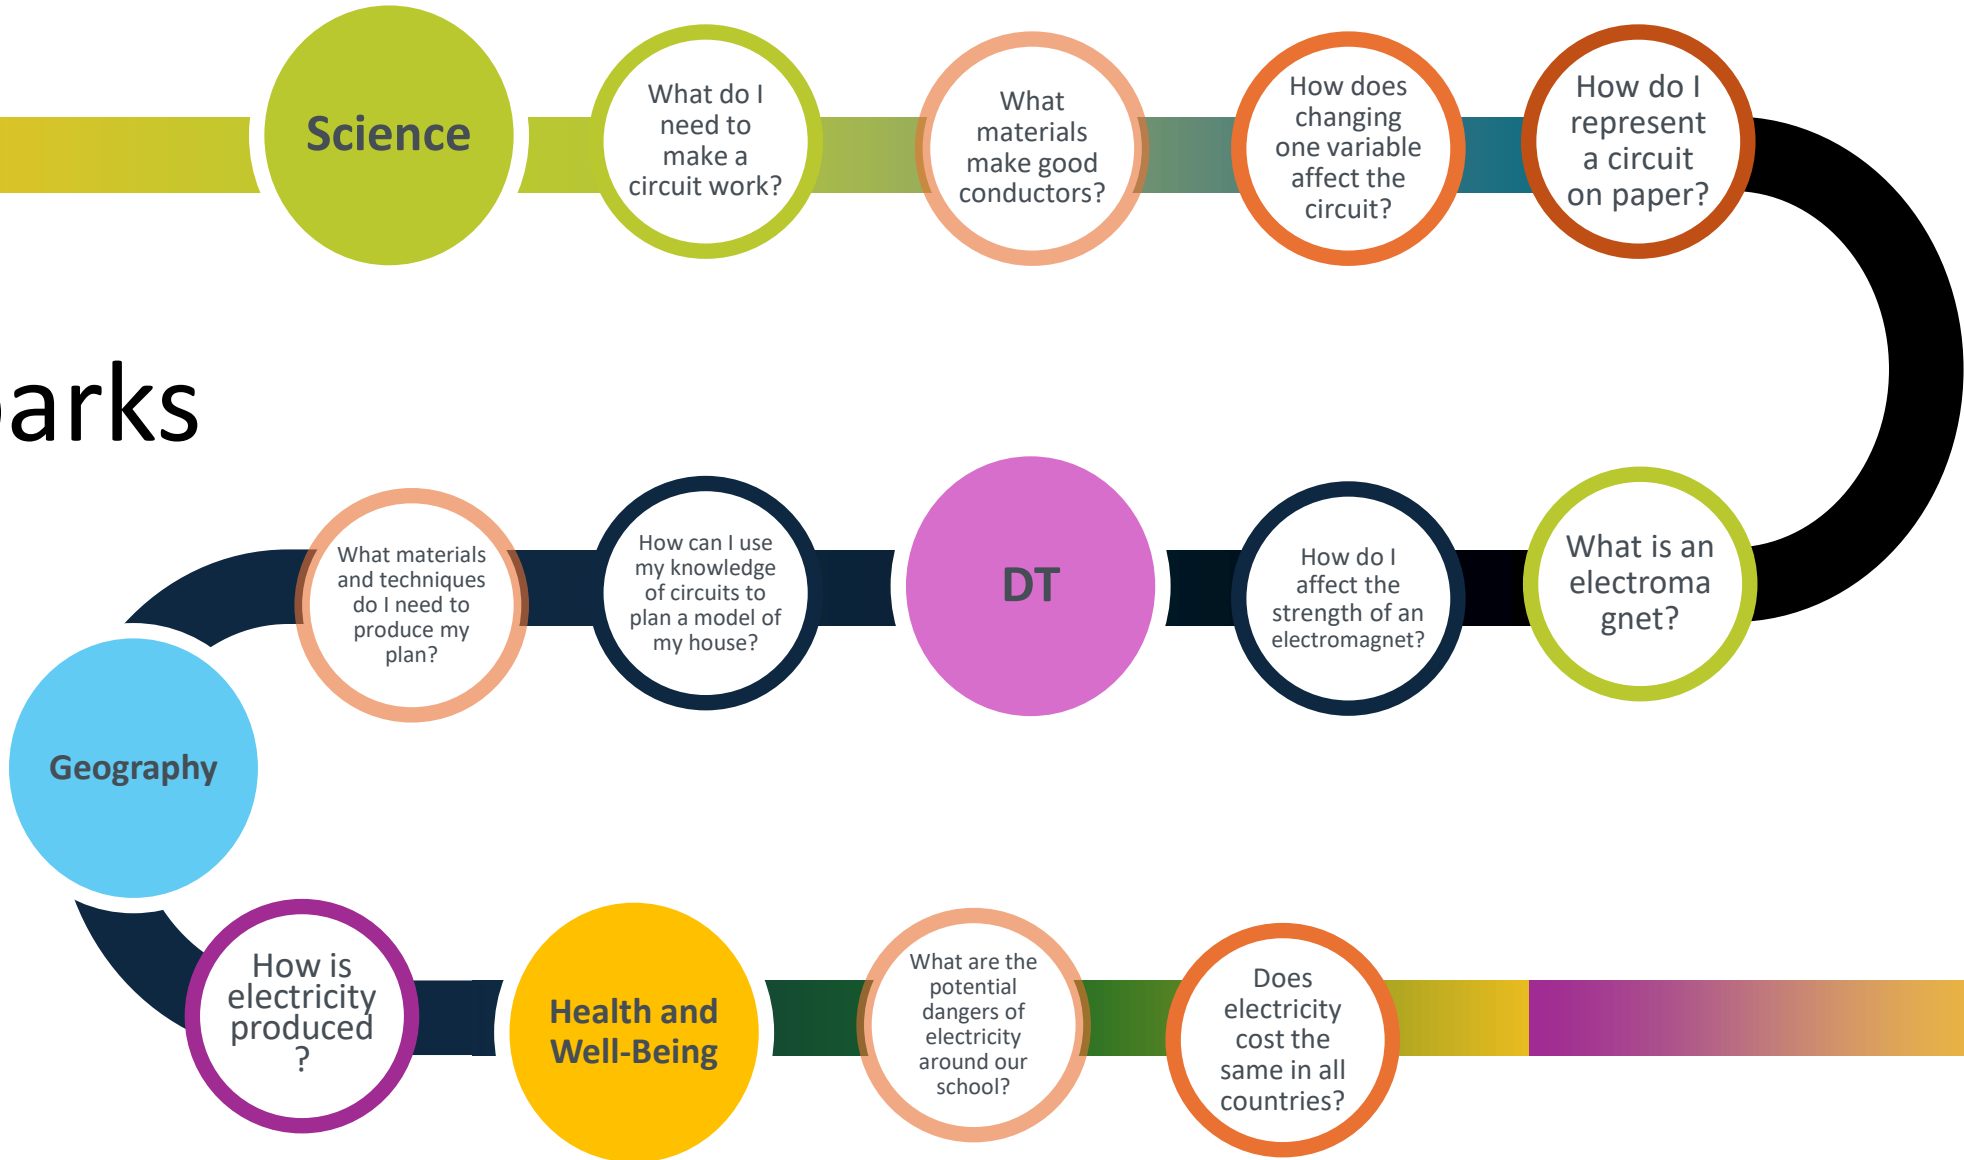 Science
What do I
need to
make a
circuit work?
What
materials
make good
conductors?
How does
changing
one variable
affect the
circuit?
How do I
represent
a circuit
on paper?
parks
What is an
electroma
gnet?
How do I
affect the
strength of an
electromagnet?
DT
How can I use
my knowledge
of circuits to
plan a model of
my house?
What materials
and techniques
do I need to
produce my
plan?
Geography
How is
electricity
produced
?
Health and
Well-Being
What are the
potential
dangers of
electricity
around our
school?
Does
electricity
cost the
same in all
countries?